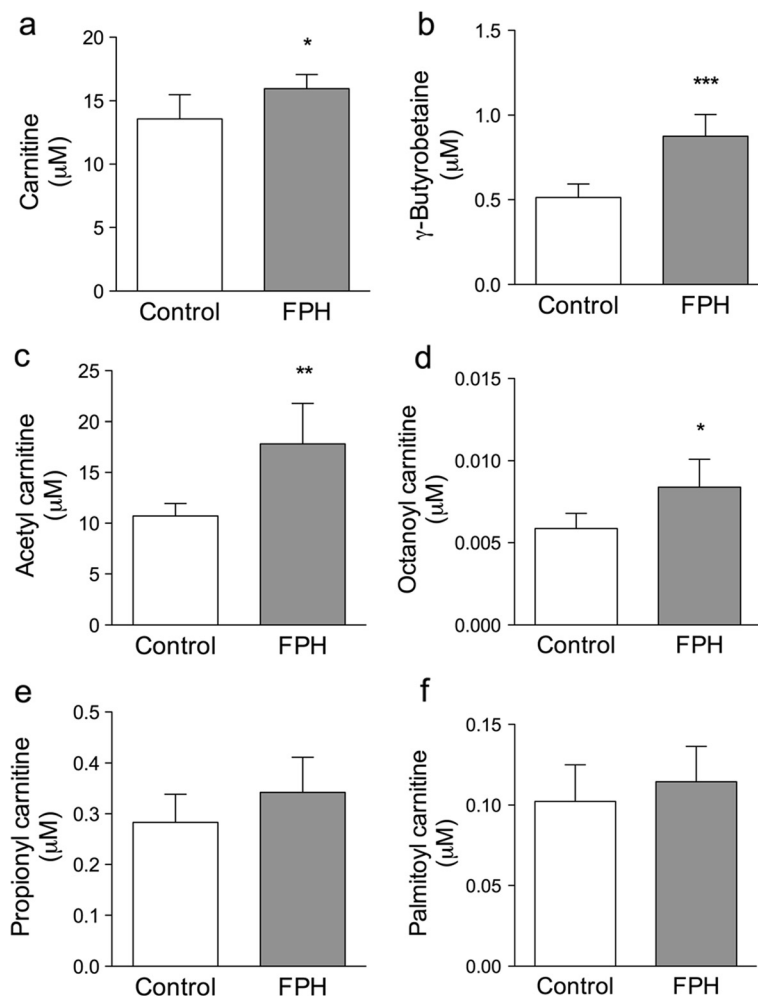 a
Carnitine
(μM)
20
15
10
5
0
*
Control
FPH
b
γ-Butyrobetaine
(μM)
1.5
1.0
0.5
0.0
***
Control
FPH
c
Acetyl carnitine
(μM)
25
20
15
10
5
0
**
Control
FPH
d
Octanoyl carnitine
(μM)
0.015
0.010
0.005
0.000
*
Control
FPH
e
Propionyl carnitine
(μM)
0.5
0.4
0.3
0.2
0.1
0.0
Control
FPH
f
Palmitoyl carnitine
(μM)
0.15
0.10
0.05
0.00
Control
FPH